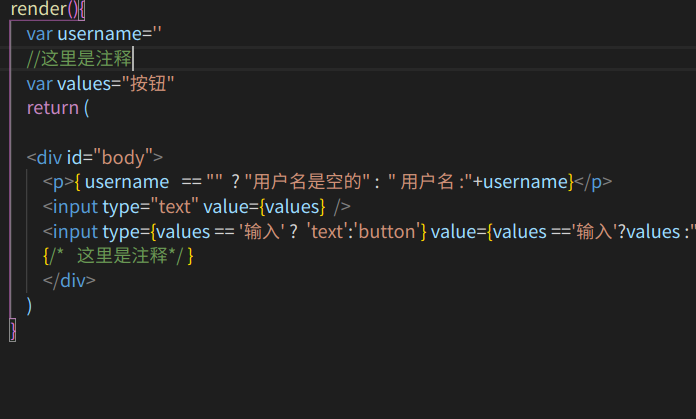 render(){
var username=''
//这里是注释
var values="按钮"
return (
<div id="body">
<p>{ username == "" ? "用户名是空的" : " 用户名 :"+username}</p>
<input type="text" value={values} />
<input type={values == '输入' ? 'text':'button'} value={values =='输入'?values :"
{/* 这里是注释*/ }
</div>
)
}